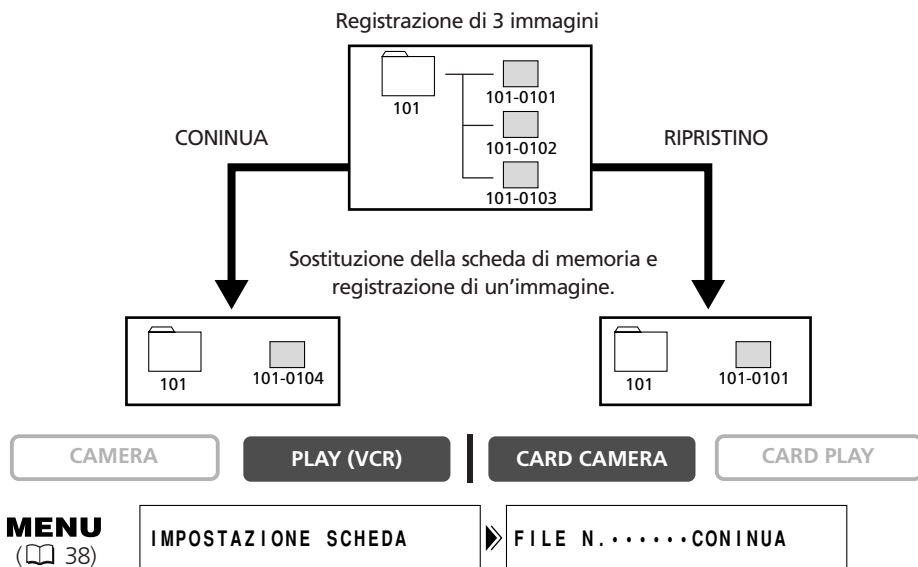 Registrazione di 3 immagini
101
101-0101
101-0102
101-0103
CONINUA
RIPRISTINO
Sostituzione della scheda di memoria e
registrazione di un'immagine.
101
101-0104
101
101-0101
CAMERA
PLAY (VCR)
CARD CAMERA
CARD PLAY
MENU
( 38)
IMPOSTAZIONE SCHEDA
FILE N.······CONINUA